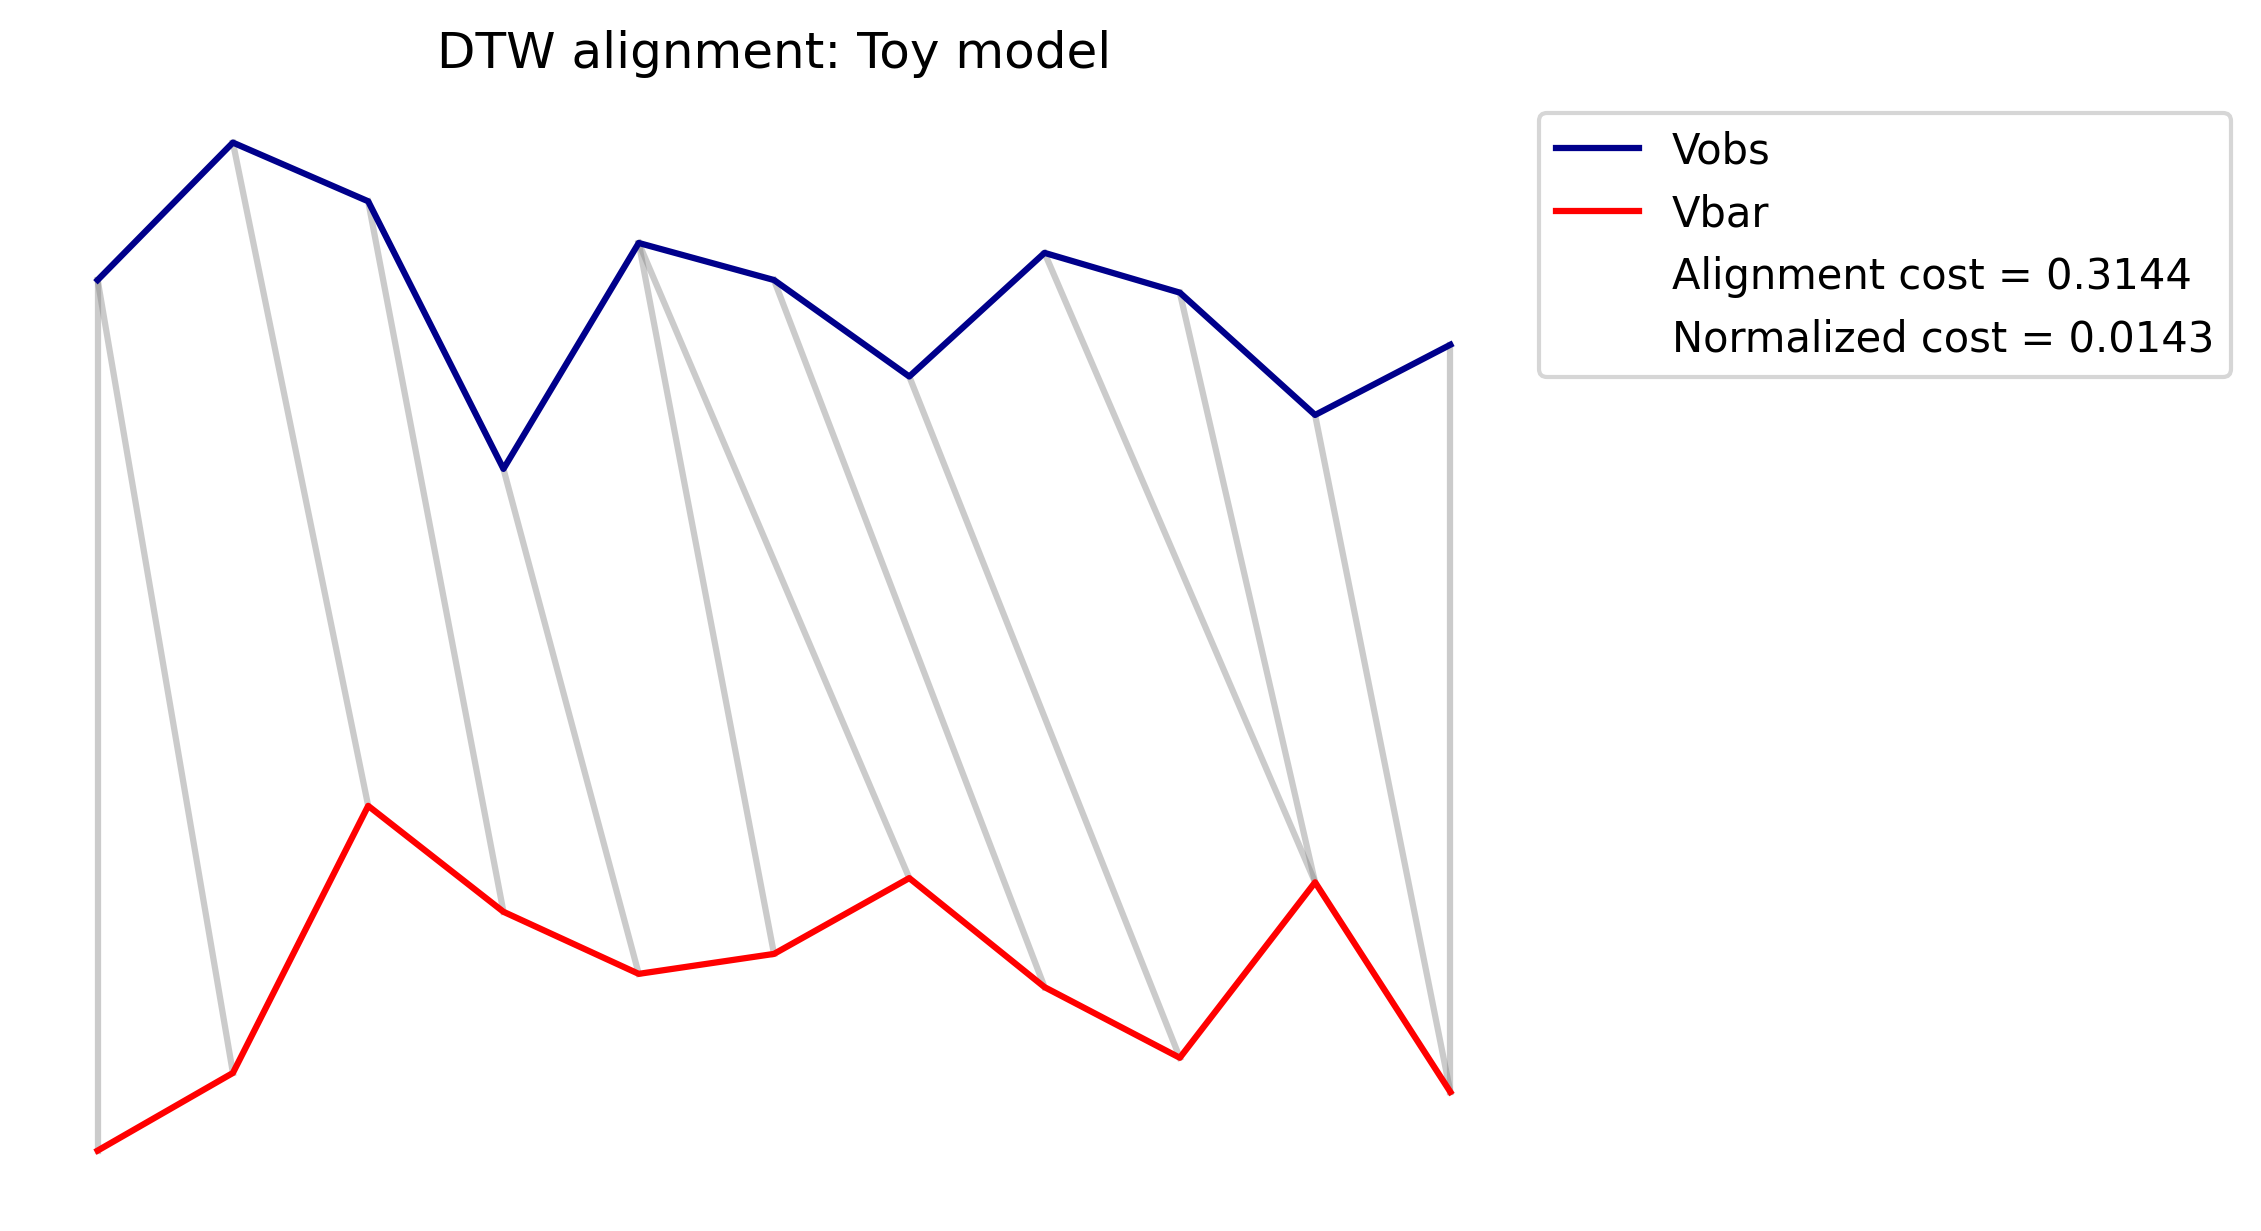 DTW alignment: Toy model
Vobs
Vbar
Alignment cost = 0.3144
Normalized cost = 0.0143